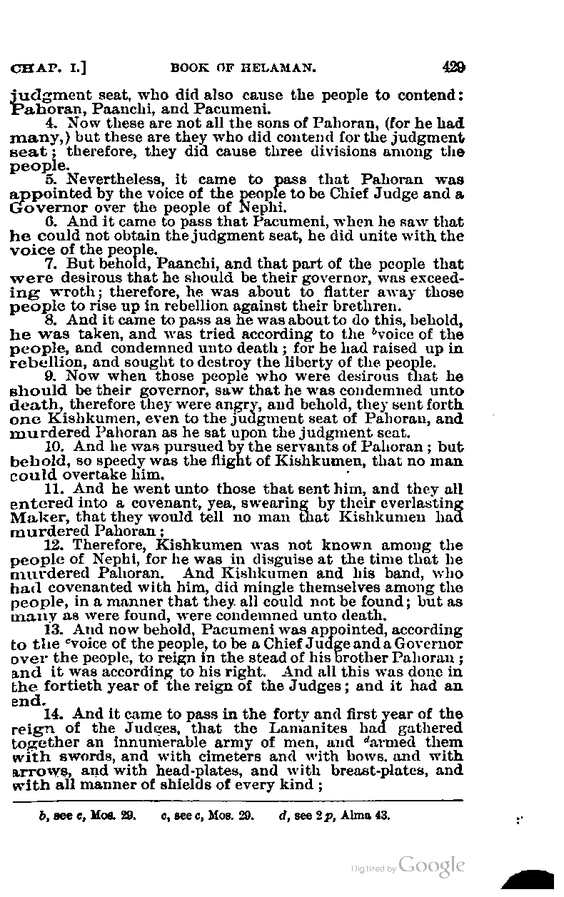 CHAP. I.] BOOK OF HELAMAN. 429
judgment seat, who did also cause the people to contend:
Pahoran, Paanchi, and Pacumeni.
4. Now these are not all the sons of Pahoran, (for he had
many,) but these are they who did contend for the judgment
seat; therefore, they did cause three divisions among the
people.
5. Nevertheless, it came to pass that Pahoran was
appointed by the voice of the people to be Chief Judge and a
Governor over the people of Nephi.
6. And it came to pass that Pacumeni, when he saw that
he could not obtain the judgment seat, he did unite with the
voice of the people.
7. But behold, Paanchi, and that part of the people that
were desirous that he should be their governor, was exceed-
ing wroth; therefore, he was about to flatter away those
people to rise up in rebellion against their brethren.
8. And it came to pass as he was about to do this, behold,
he was taken, and was tried according to the bvoice of the
people, and condemned unto death; for he had raised up in
rebellion, and sought to destroy the liberty of the people.
9. Now when those people who were desirous that he
should be their governor, saw that he was condemned unto
death, therefore they were angry, and behold, they sent forth
one Kishkumen, even to the judgment seat of Pahoran, and
murdered Pahoran as he sat upon the judgment seat.
10. And he was pursued by the servants of Pahoran; but
behold, so speedy was the flight of Kishkumen, that no man
could overtake him.
11. And he went unto those that sent him, and they all
entered into a covenant, yea, swearing by their everlasting
Maker, that they would tell no man that Kishkumen had
murdered Pahoran;
12. Therefore, Kishkumen was not known among the
people of Nephi, for he was in disguise at the time that he
murdered Pahoran. And Kishkumen and his band, who
had covenanted with him, did mingle themselves among the
people, in a manner that they all could not be found; but as
many as were found, were condemned unto death.
13. And now behold, Pacumeni was appointed, according
to the cvoice of the people, to be a Chief Judge and a Governor
over the people, to reign in the stead of his brother Pahoran;
and it was according to his right. And all this was done in
the fortieth year of the reign of the Judges; and it had an
end.
14. And it came to pass in the forty and first year of the
reign of the Judges, that the Lamanites had gathered
together an innumerable army of men, and darmed them
with swords, and with cimeters and with bows, and with
arrows, and with head-plates, and with breast-plates, and
with all manner of shields of every kind;
b, see c, Mos. 29. c, see c, Mos. 29. d, see 2p, Alma 43.
Digitized by Google